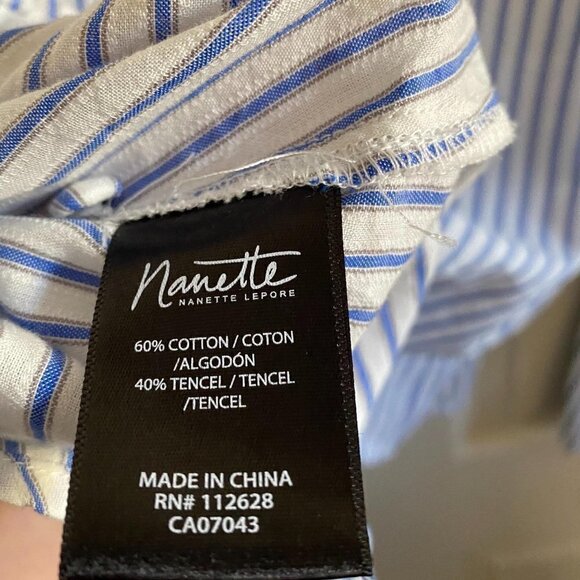 Nanette
NANETTE LEPORE
60% COTTON / COTON
/ALGODÓN
40% TENCEL / TENCEL
/TENCEL
MADE IN CHINA
RN# 112628
CA07043